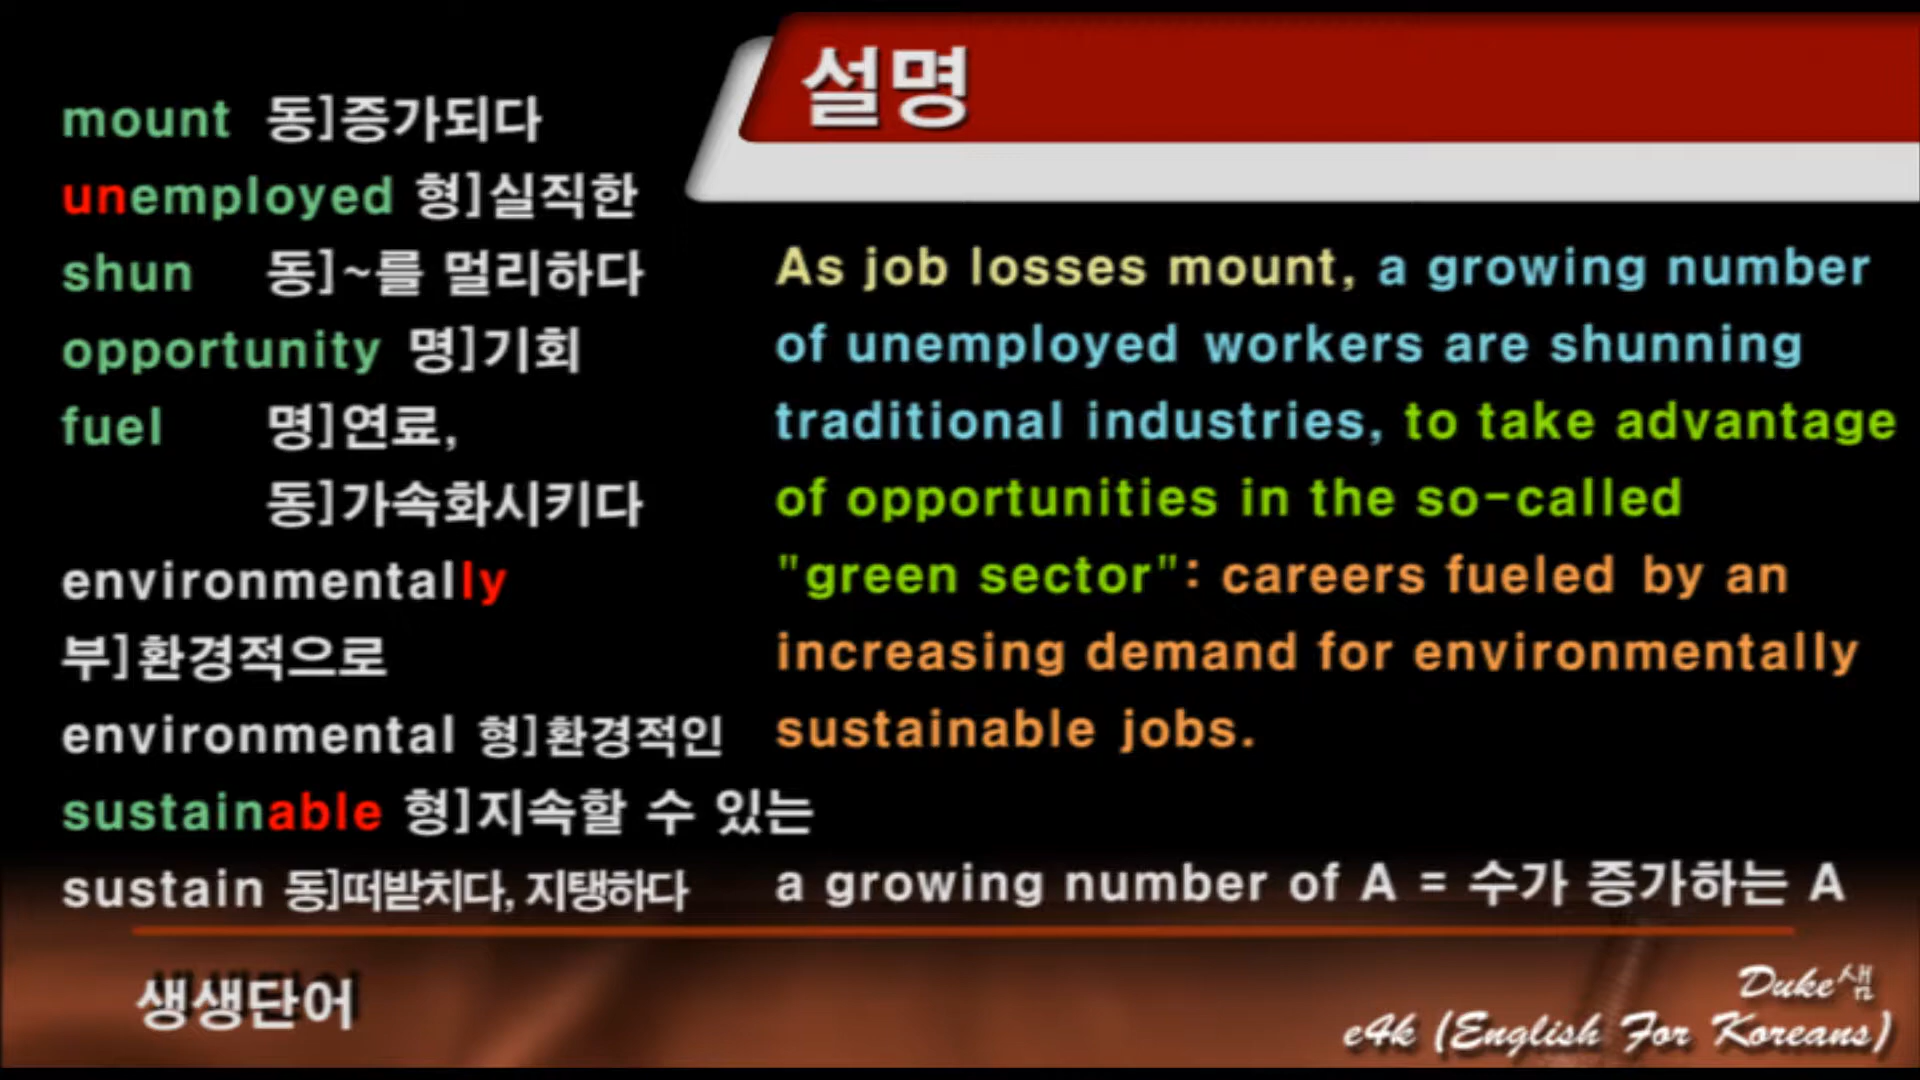 설명
mount 동]증가되다
unemployed 형]실직한
shun 동]~를 멀리하다
opportunity 명]기회
fuel 명]연료,
동]가속화시키다
environmentally
부]환경적으로
environmental 형]환경적인
sustainable 형]지속할 수 있는
sustain 동]떠받치다, 지탱하다
As job losses mount, a growing number
of unemployed workers are shunning
traditional industries, to take advantage
of opportunities in the so-called
"green sector": careers fueled by an
increasing demand for environmentally
sustainable jobs.
a growing number of A = 수가 증가하는 A
생생단어
Duke샘
e4k (English For Koreans)